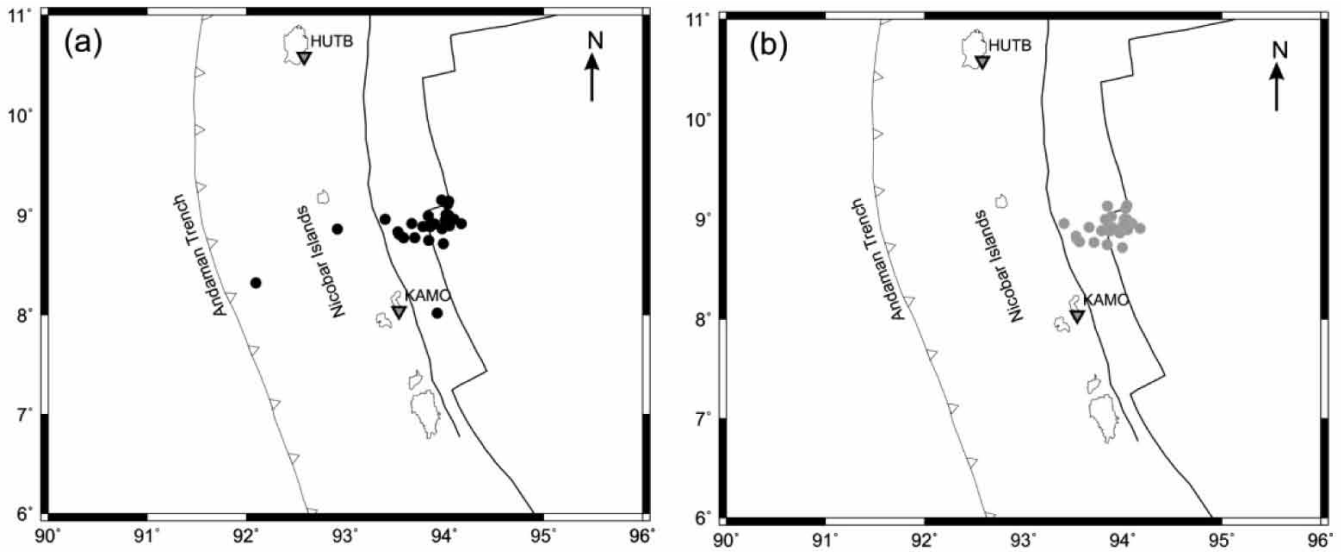 (a)
HUTB
N
Andaman Trench
Nicobar Islands
KAMO
11˚
10˚
9˚
8˚
7˚
6˚
90˚ 91˚ 92˚ 93˚ 94˚ 95˚ 96˚
(b)
HUTB
N
Andaman Trench
Nicobar Islands
KAMO
11˚
10˚
9˚
8˚
7˚
6˚
90˚ 91˚ 92˚ 93˚ 94˚ 95˚ 96˚